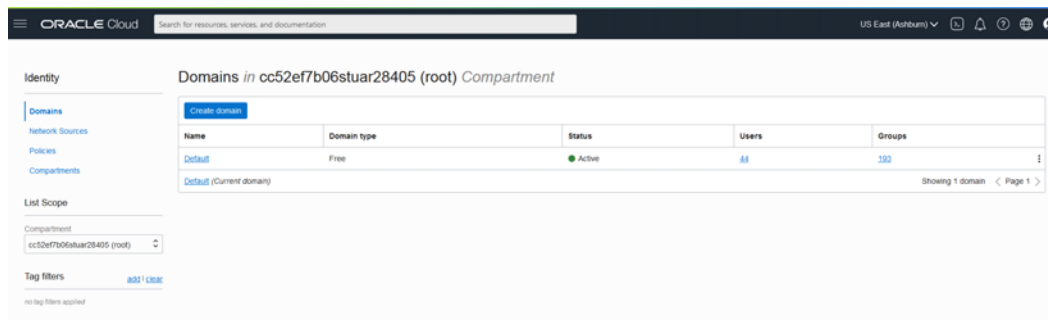 ORACLE Cloud
Search for resources, services, and documentation
US East (Ashburn)
Identity
Domains
Network Sources
Policies
Compartments
List Scope
Compartment
cc52ef7b06stuar28405 (root)
Tag filters
add | clear
no tag filters applied
Domains in cc52ef7b06stuar28405 (root) Compartment
Create domain
Name Domain type Status Users Groups
Default Free Active 44 193
Default (Current domain)
Showing 1 domain < Page 1 >